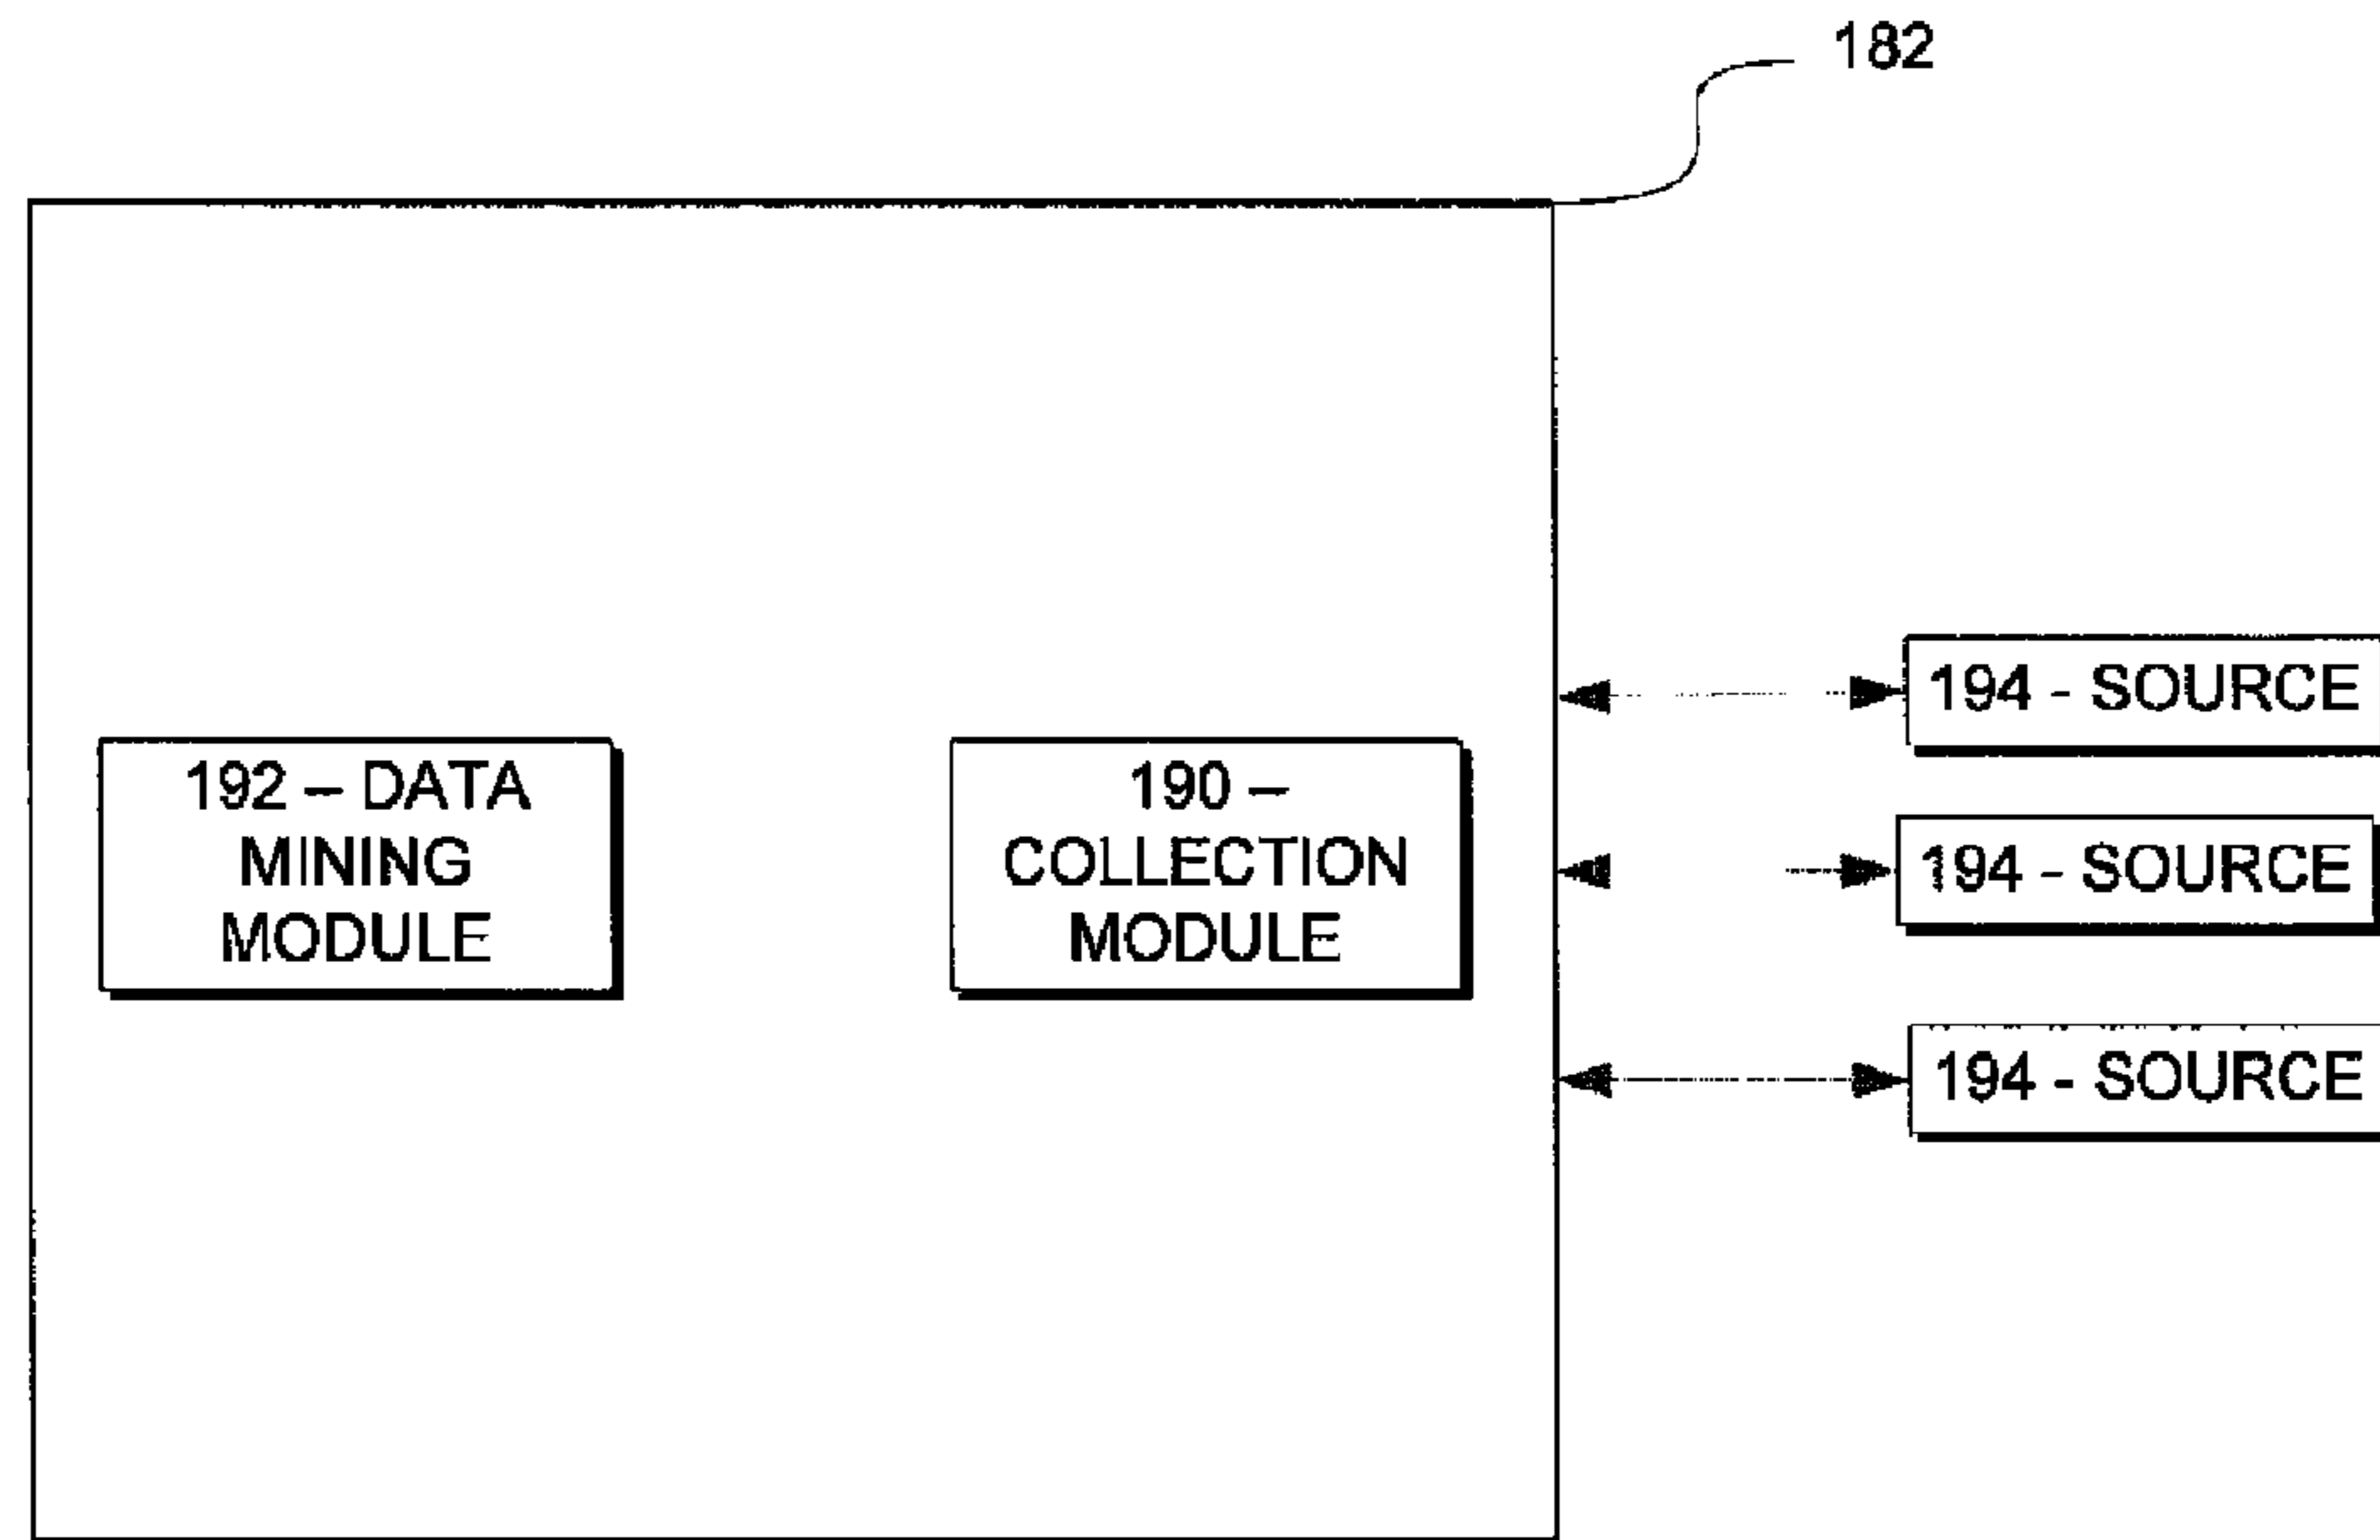 182
194 - SOURCE
192 – DATA
MINING
MODULE
190 –
COLLECTION
MODULE
194 - SOURCE
194 - SOURCE